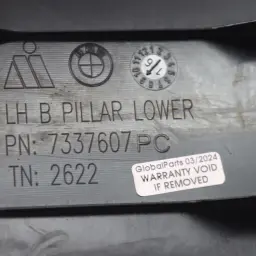 LH B PILLAR LOWER
PN: 7337607 PC
TN: 2622
GlobalParts 03/2024
WARRANTY VOID
IF REMOVED